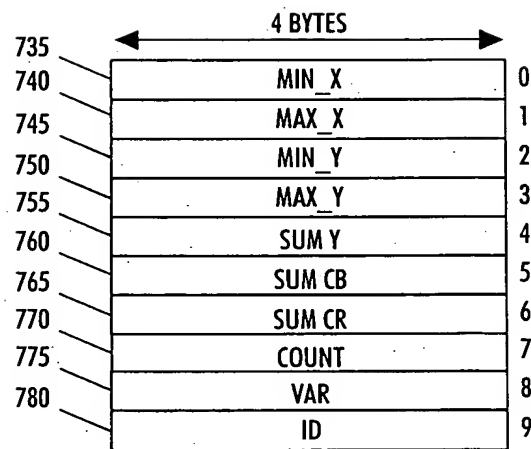 4 BYTES
735
740 MIN_X 0
745 MAX_X 1
750 MIN_Y 2
755 MAX_Y 3
760 SUM Y 4
765 SUM CB 5
770 SUM CR 6
775 COUNT 7
780 VAR 8
ID 9